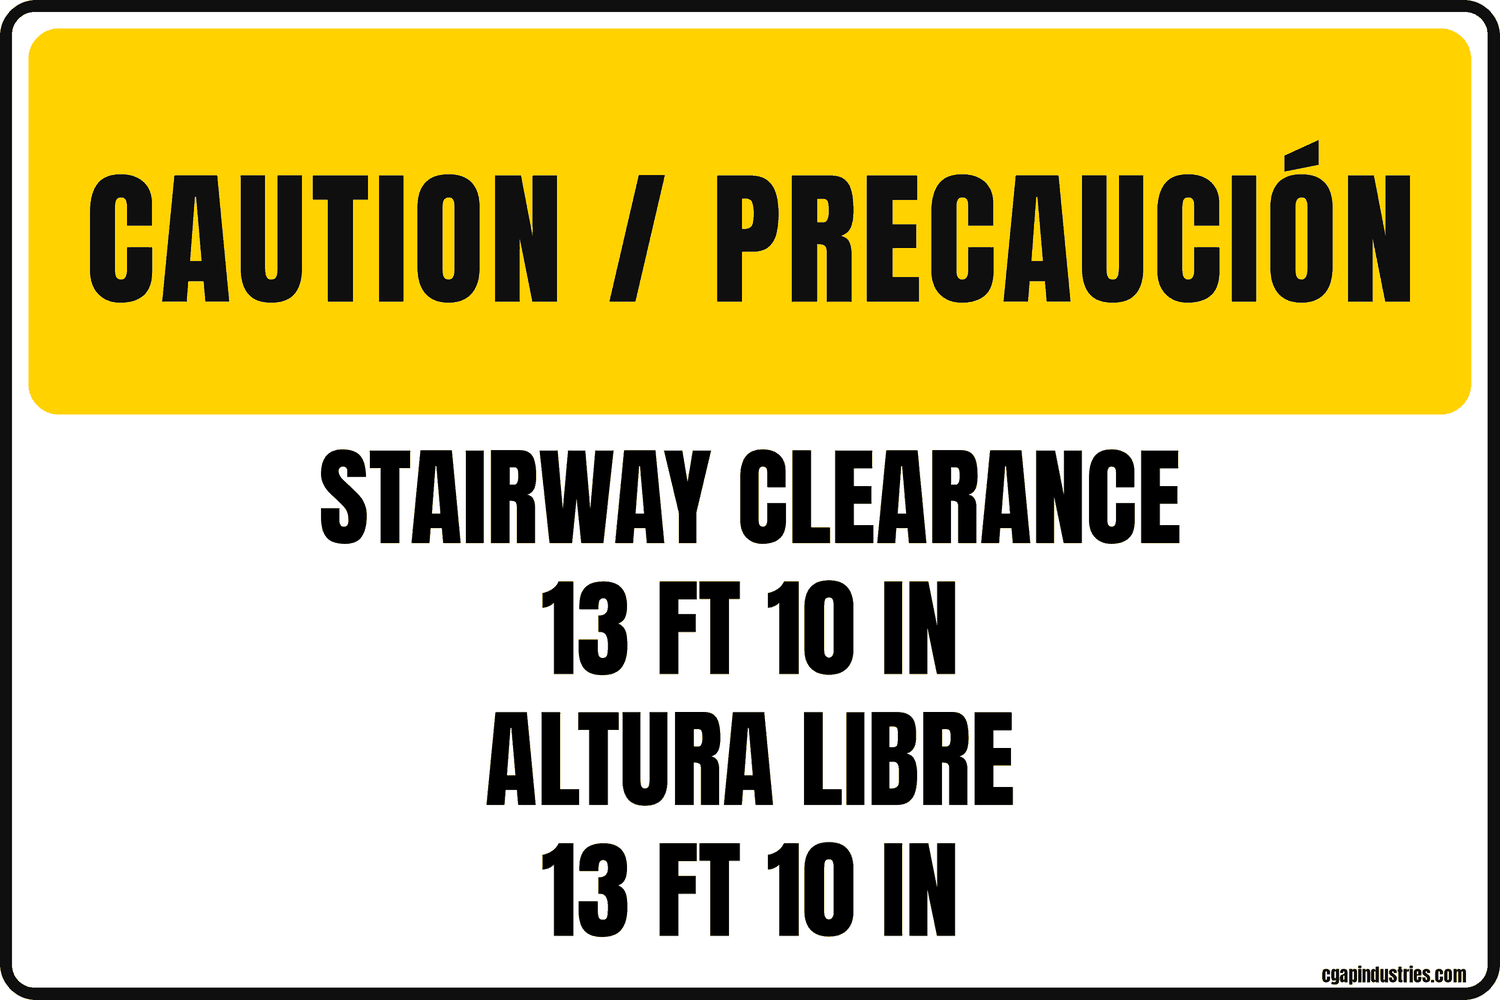 CAUTION / PRECAUCIÓN
STAIRWAY CLEARANCE
13 FT 10 IN
ALTURA LIBRE
13 FT 10 IN
cgapindustries.com